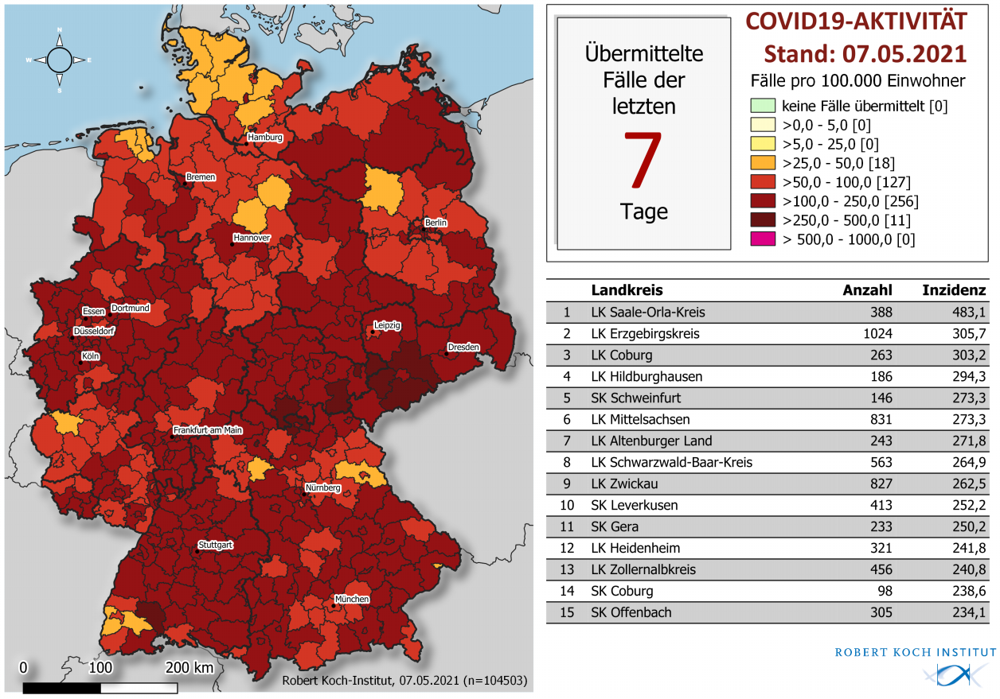 N
W E
S
Hamburg
Bremen
Berlin
Hannover
Essen Dortmund
Düsseldorf
Leipzig
Köln
Dresden
Frankfurt am Main
Nürnberg
Stuttgart
München
0 100 200 km
Robert Koch-Institut, 07.05.2021 (n=104503)
Übermittelte
Fälle der
letzten
7
Tage
COVID19-AKTIVITÄT
Stand: 07.05.2021
Fälle pro 100.000 Einwohner
keine Fälle übermittelt [0]
>0,0 - 5,0 [0]
>5,0 - 25,0 [0]
>25,0 - 50,0 [18]
>50,0 - 100,0 [127]
>100,0 - 250,0 [256]
>250,0 - 500,0 [11]
> 500,0 - 1000,0 [0]
Landkreis Anzahl Inzidenz
1 LK Saale-Orla-Kreis 388 483,1
2 LK Erzgebirgskreis 1024 305,7
3 LK Coburg 263 303,2
4 LK Hildburghausen 186 294,3
5 SK Schweinfurt 146 273,3
6 LK Mittelsachsen 831 273,3
7 LK Altenburger Land 243 271,8
8 LK Schwarzwald-Baar-Kreis 563 264,9
9 LK Zwickau 827 262,5
10 SK Leverkusen 413 252,2
11 SK Gera 233 250,2
12 LK Heidenheim 321 241,8
13 LK Zollernalbkreis 456 240,8
14 SK Coburg 98 238,6
15 SK Offenbach 305 234,1
ROBERT KOCH INSTITUT